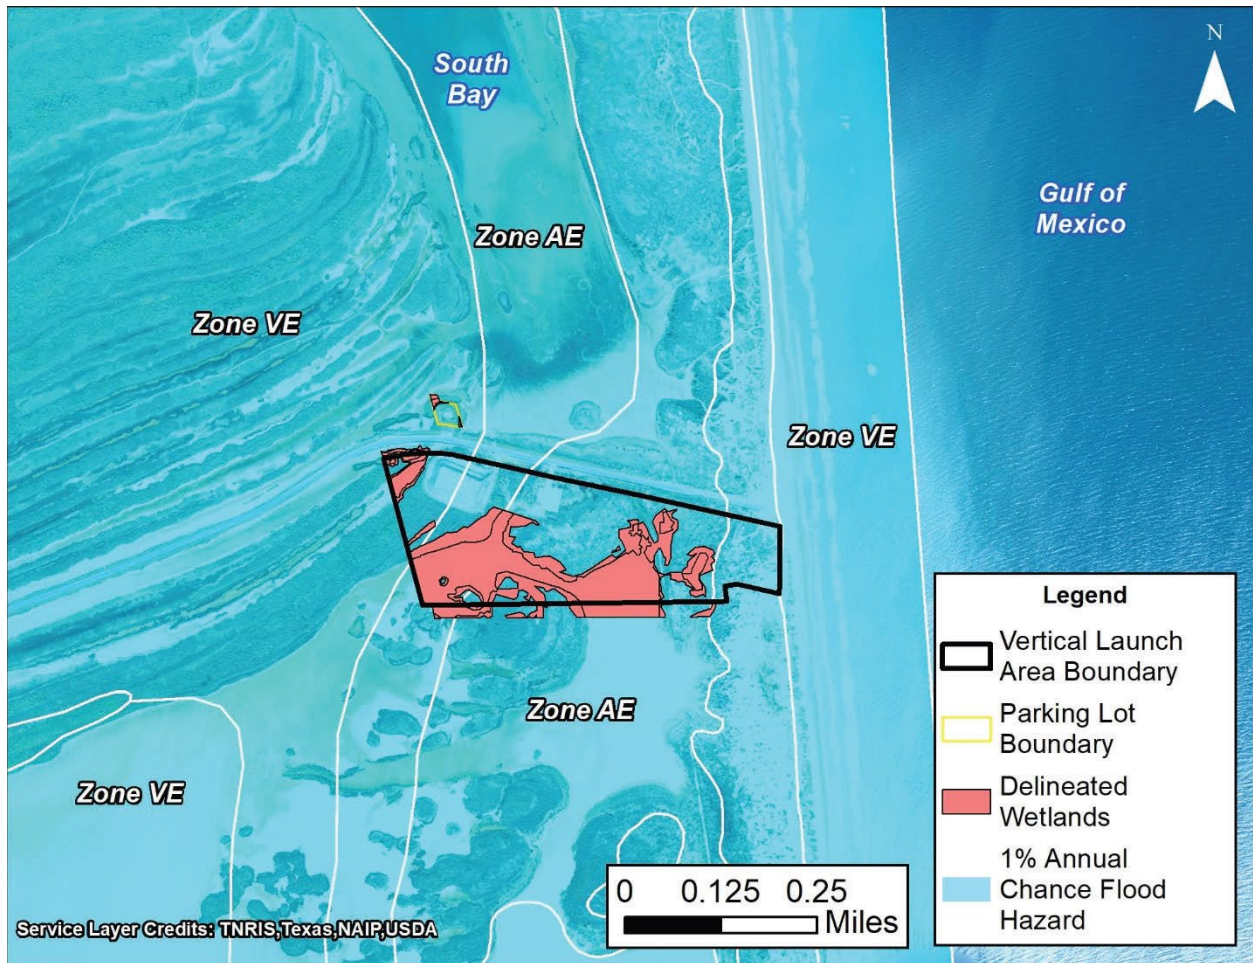 N
South
Bay
Gulf of
Mexico
Zone AE
Zone VE
Zone VE
Zone AE
Zone VE
Legend
Vertical Launch
Area Boundary
Parking Lot
Boundary
Delineated
Wetlands
1% Annual
Chance Flood
Hazard
0 0.125 0.25
Miles
Service Layer Credits: TNRIS,Texas,NAIP,USDA